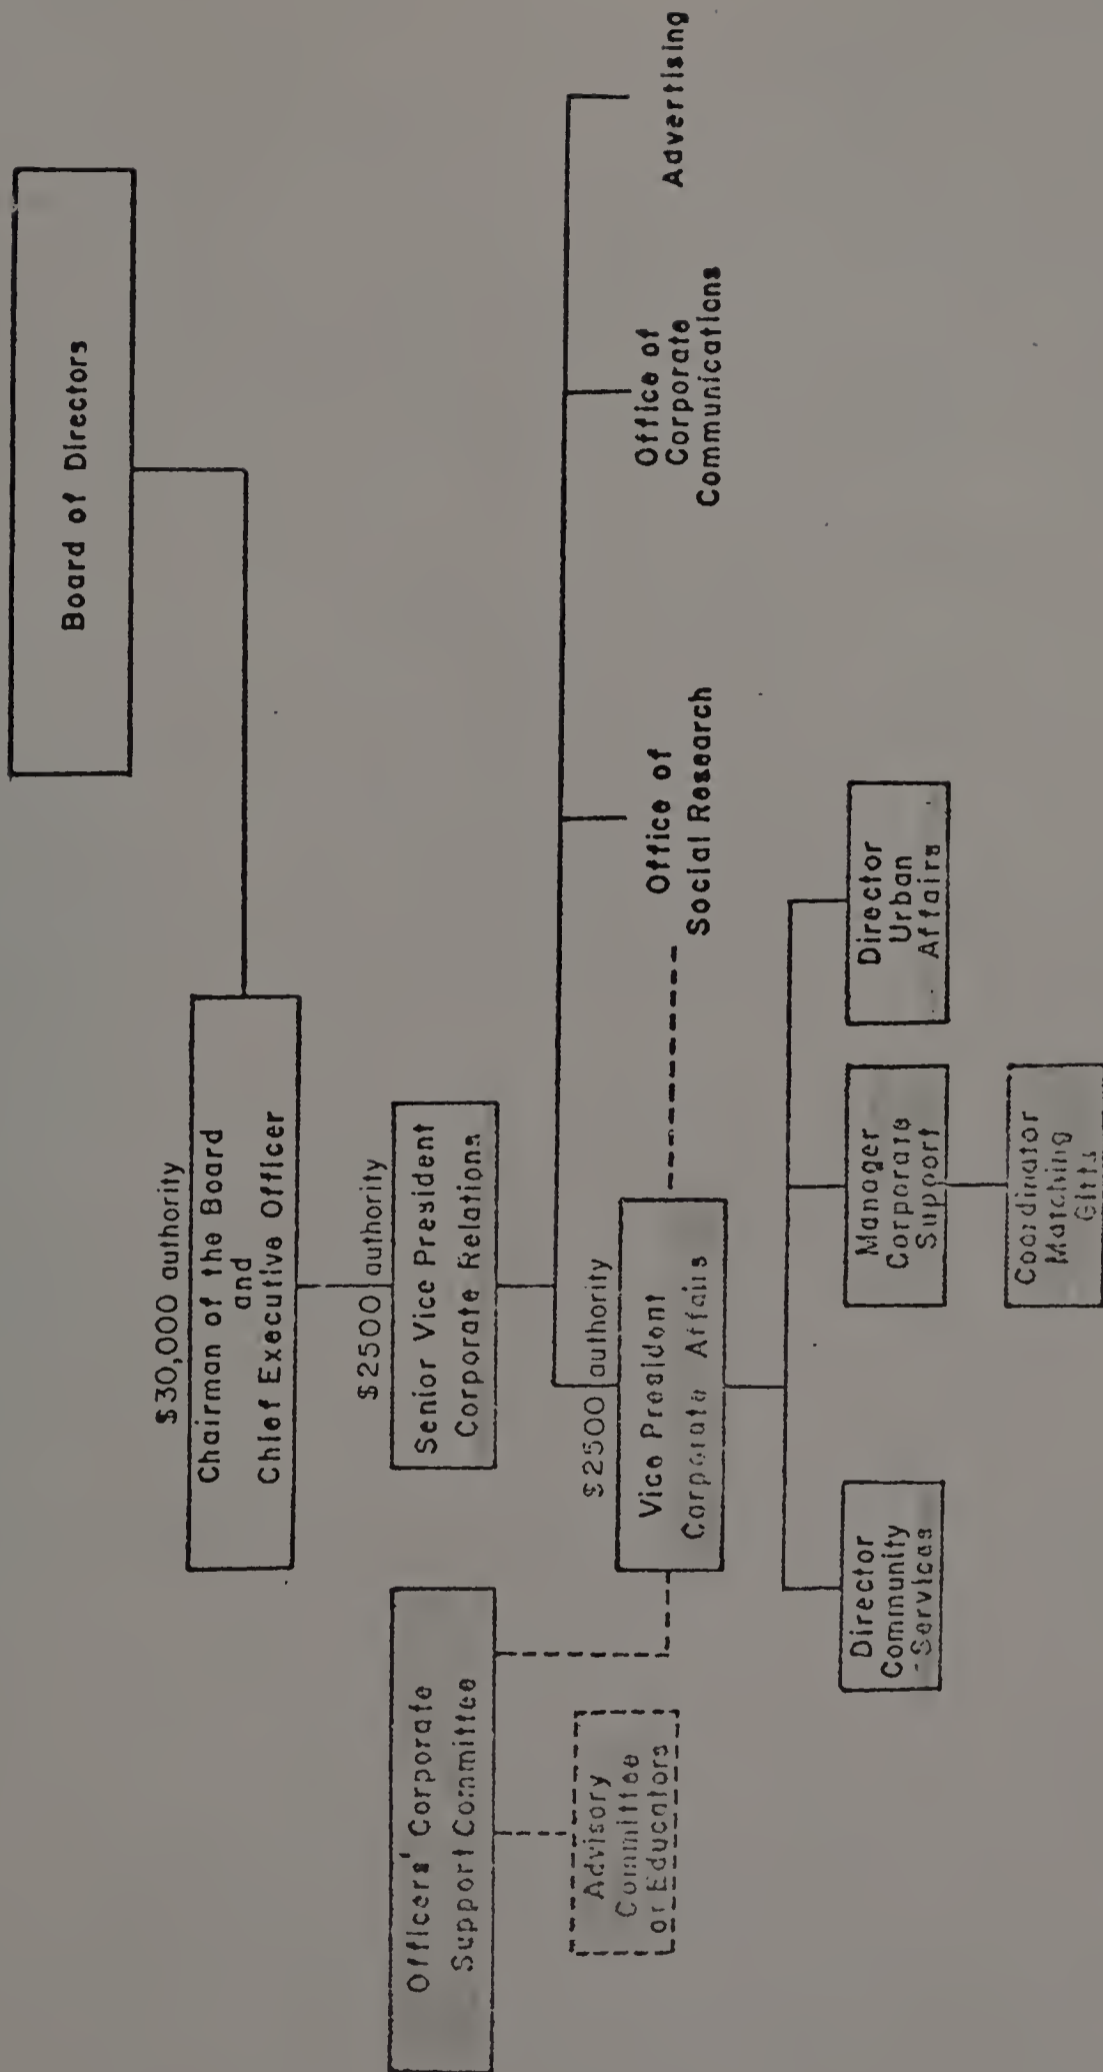 Board of Directors
$30,000 authority
Chairman of the Board
and
Chief Executive Officer
$2500 authority
Senior Vice President
Corporate Relations
Officers' Corporate
Support Committee
$2500 authority
Vice President
Corporate Affairs
Office of
Social Research
Office of
Corporate
Communications
Advertising
Advisory
Committee
of Educators
Director
Community
Services
Manager
Corporate
Support
Director
Urban
Affairs
Coordinator
Matching
Gifts